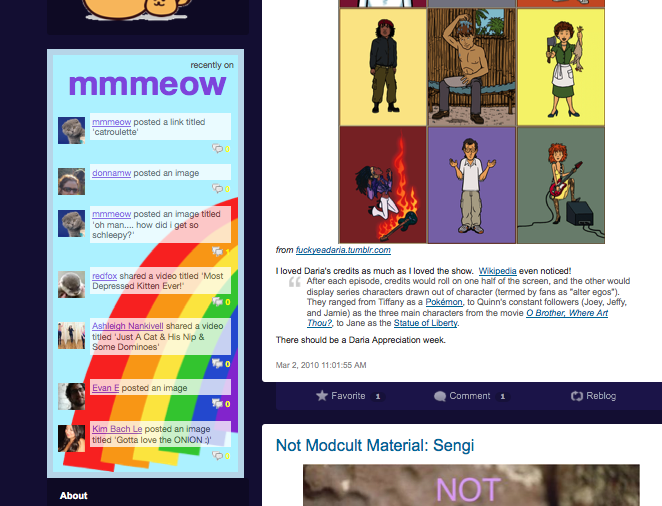 recently on
mmmeow
mmmeow posted a link titled
'catroulette'
6
donnamw posted an image
6
mmmeow posted an image titled
'oh man.... how did i get so
schleepy?'
redfox shared a video titled 'Most
Depressed Kitten Ever!'
0
Ashleigh Nankivell shared a
video titled 'Just A Cat & His Nip &
Some Dominoes'
0
Evan E posted an image
0
Kim Bach Le posted an image
titled 'Gotta love the ONION :)'
0
About
from fuckyeadaria.tumblr.com
I loved Daria's credits as much as I loved the show. Wikipedia even noticed!
“ After each episode, credits would roll on one half of the screen, and the other would
display series characters drawn out of character (termed by fans as "alter egos").
They ranged from Tiffany as a Pokémon, to Quinn's constant followers (Joey, Jeffy,
and Jamie) as the three main characters from the movie O Brother, Where Art
Thou?, to Jane as the Statue of Liberty.
There should be a Daria Appreciation week.
Mar 2, 2010 11:01:55 AM
Favorite 1 Comment 1 Reblog
Not Modcult Material: Sengi
NOT